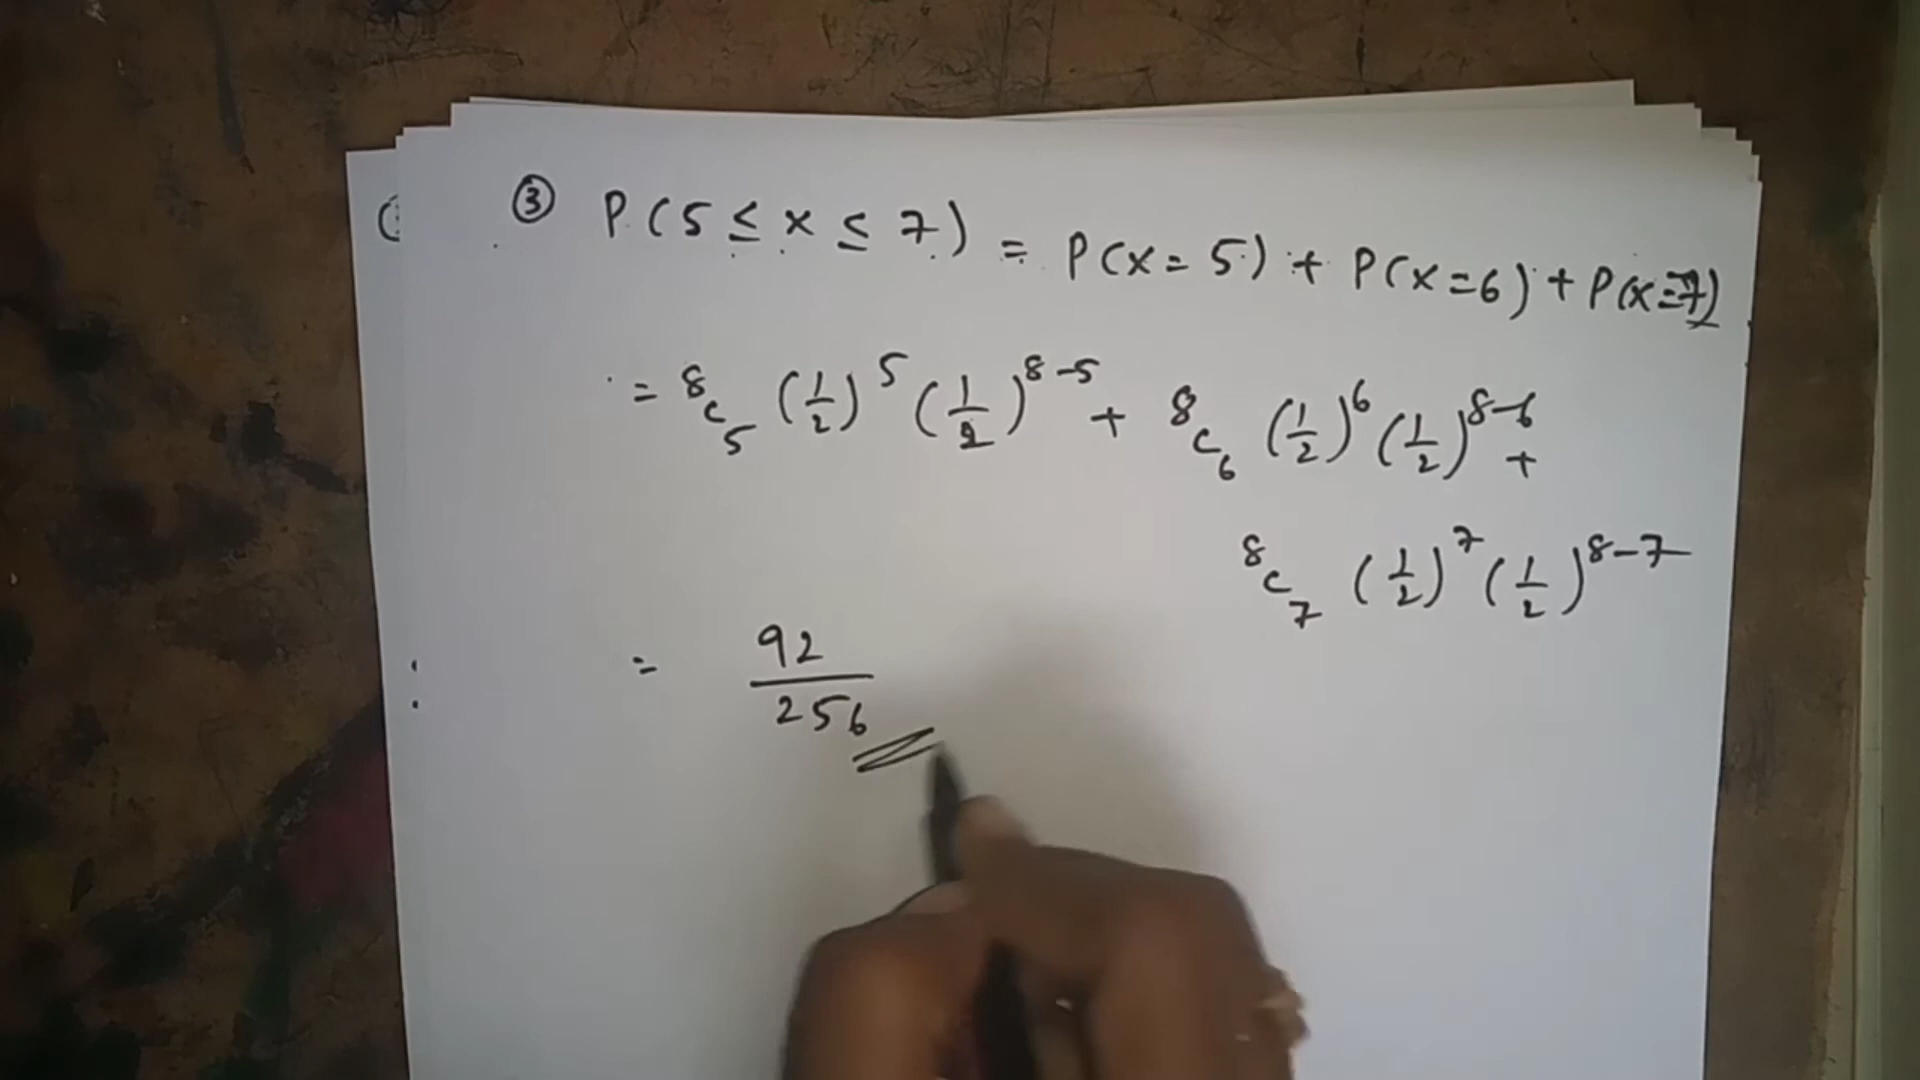 ③ P(5 ≤ x ≤ 7) = P(x = 5) + P(x = 6) + P(x = 7)
= ⁸C₅ (1/2)⁵ (1/2)⁸⁻⁵ + ⁸C₆ (1/2)⁶ (1/2)⁸⁻⁶ +
⁸C₇ (1/2)⁷ (1/2)⁸⁻⁷
= 92/256